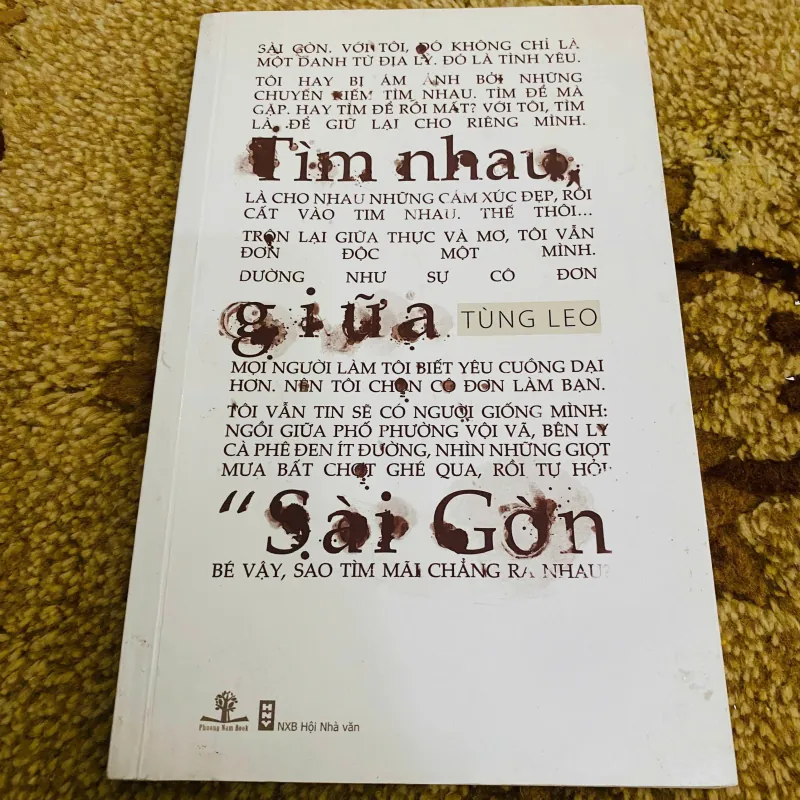 SÀI GÒN. VỚI TÔI, ĐÓ KHÔNG CHỈ LÀ
MỘT DANH TỪ ĐỊA LÝ. ĐÓ LÀ TÌNH YÊU.
TÔI HAY BỊ ÁM ẢNH BỞI NHỮNG
CHUYẾN KIẾM TÌM NHAU. TÌM ĐỂ MÀ
GẶP. HAY TÌM ĐỂ RỒI MẤT? VỚI TÔI, TÌM
LÀ ĐỂ GIỮ LẠI CHO RIÊNG MÌNH.
Tìm nhau,
LÀ CHO NHAU NHỮNG CẢM XÚC ĐẸP, RỒI
CẤT VÀO TIM NHAU. THẾ THÔI...
TRỘN LẠI GIỮA THỰC VÀ MƠ, TÔI VẪN
ĐƠN ĐỘC MỘT MÌNH.
DƯỜNG NHƯ SỰ CÔ ĐƠN
giữa TÙNG LEO
MỌI NGƯỜI LÀM TÔI BIẾT YÊU CUỒNG DẠI
HƠN. NÊN TÔI CHỌN CÔ ĐƠN LÀM BẠN.
TÔI VẪN TIN SẼ CÓ NGƯỜI GIỐNG MÌNH:
NGỒI GIỮA PHỐ PHƯỜNG VỘI VÃ, BÊN LY
CÀ PHÊ ĐEN ÍT ĐƯỜNG, NHÌN NHỮNG GIỌT
MƯA BẤT CHỢT GHÉ QUA, RỒI TỰ HỎI
"Sài Gòn
BÉ VẬY, SAO TÌM MÃI CHẲNG RA NHAU?
Phuong Nam Book
HNV
NXB Hội Nhà văn